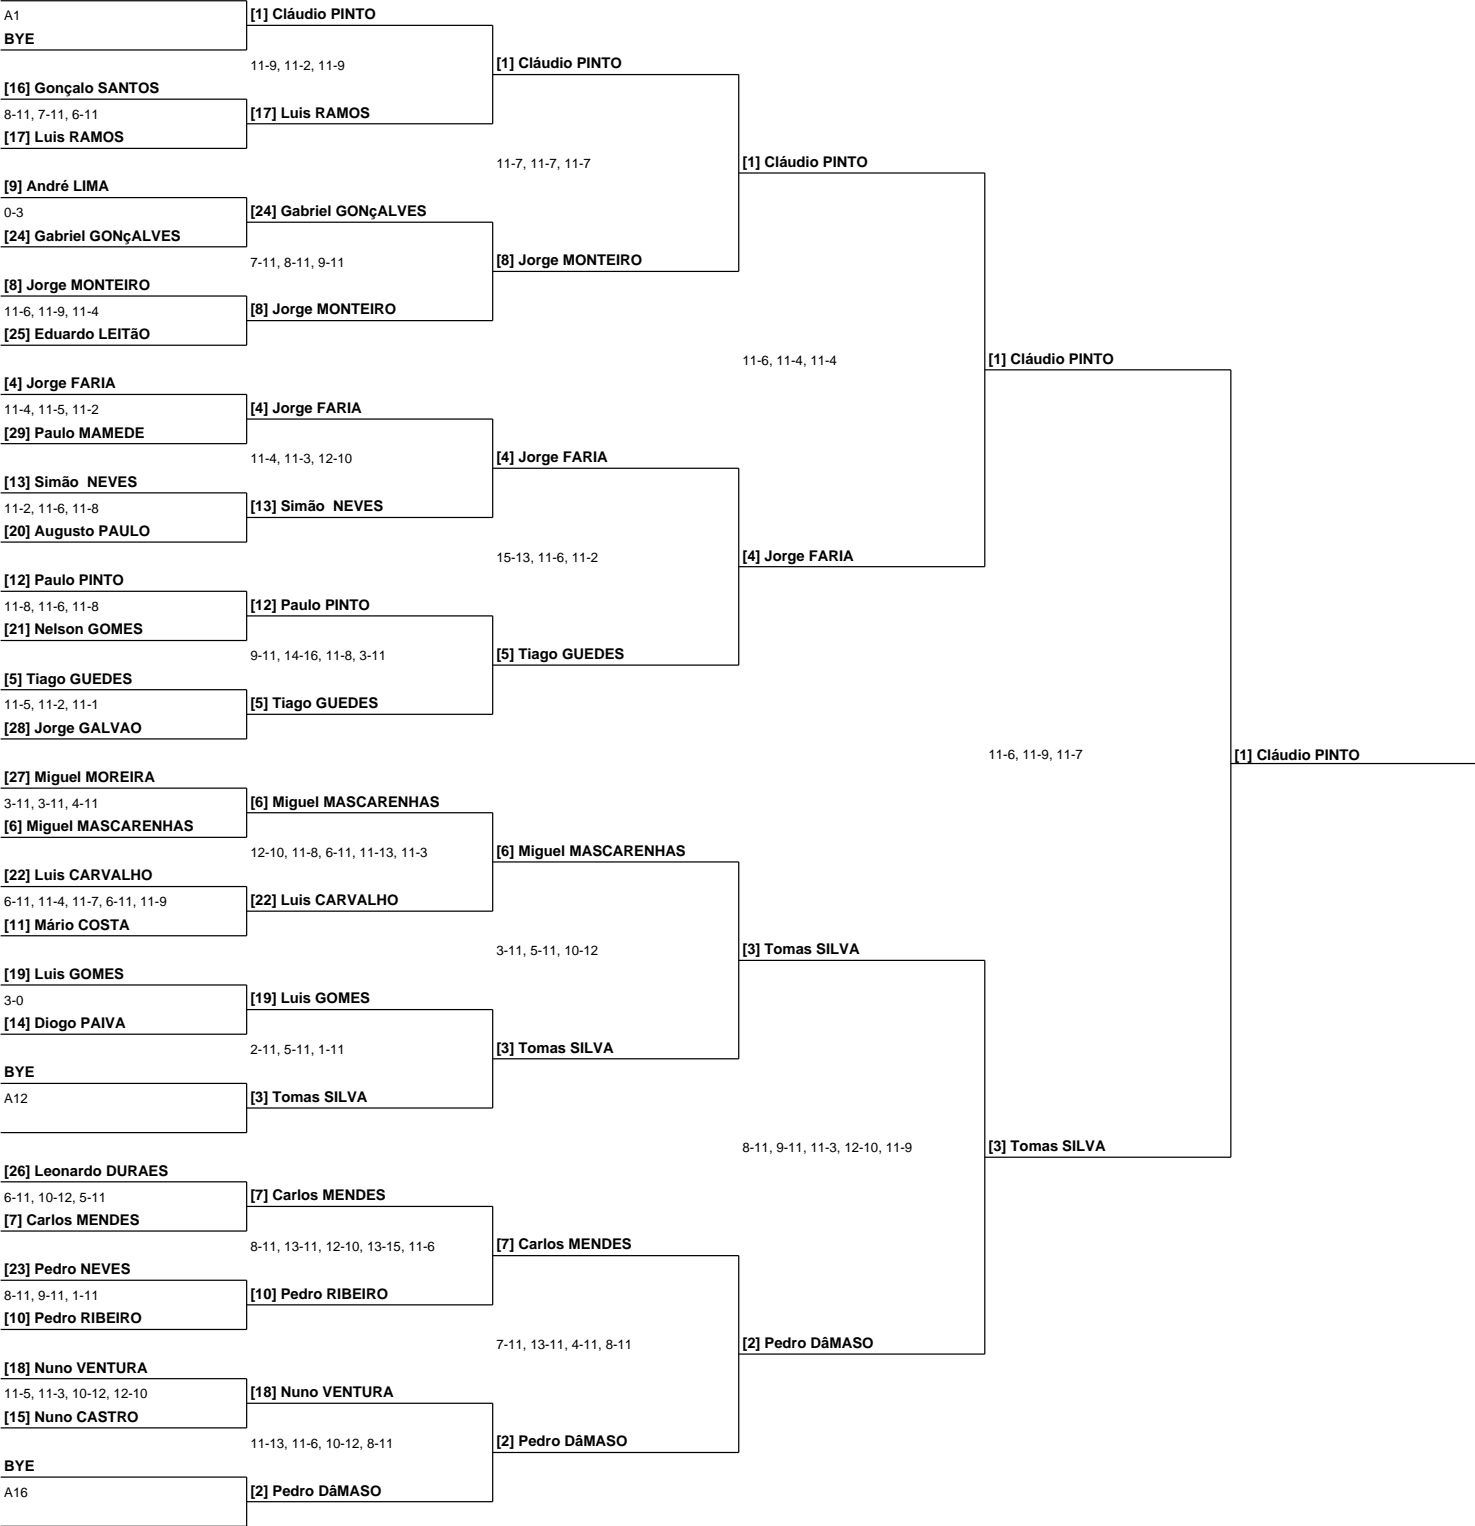 A1
BYE
[16] Gonçalo SANTOS
8-11, 7-11, 6-11
[17] Luis RAMOS
[9] André LIMA
0-3
[24] Gabriel GONçALVES
[8] Jorge MONTEIRO
11-6, 11-9, 11-4
[25] Eduardo LEITãO
[4] Jorge FARIA
11-4, 11-5, 11-2
[29] Paulo MAMEDE
[13] Simão  NEVES
11-2, 11-6, 11-8
[20] Augusto PAULO
[12] Paulo PINTO
11-8, 11-6, 11-8
[21] Nelson GOMES
[5] Tiago GUEDES
11-5, 11-2, 11-1
[28] Jorge GALVAO
[27] Miguel MOREIRA
3-11, 3-11, 4-11
[6] Miguel MASCARENHAS
[22] Luis CARVALHO
6-11, 11-4, 11-7, 6-11, 11-9
[11] Mário COSTA
[19] Luis GOMES
3-0
[14] Diogo PAIVA
BYE
A12
[26] Leonardo DURAES
6-11, 10-12, 5-11
[7] Carlos MENDES
[23] Pedro NEVES
8-11, 9-11, 1-11
[10] Pedro RIBEIRO
[18] Nuno VENTURA
11-5, 11-3, 10-12, 12-10
[15] Nuno CASTRO
BYE
A16
[1] Cláudio PINTO
11-9, 11-2, 11-9
[17] Luis RAMOS
[24] Gabriel GONçALVES
7-11, 8-11, 9-11
[8] Jorge MONTEIRO
[4] Jorge FARIA
11-4, 11-3, 12-10
[13] Simão  NEVES
[12] Paulo PINTO
9-11, 14-16, 11-8, 3-11
[5] Tiago GUEDES
[6] Miguel MASCARENHAS
12-10, 11-8, 6-11, 11-13, 11-3
[22] Luis CARVALHO
[19] Luis GOMES
2-11, 5-11, 1-11
[3] Tomas SILVA
[7] Carlos MENDES
8-11, 13-11, 12-10, 13-15, 11-6
[10] Pedro RIBEIRO
[18] Nuno VENTURA
11-13, 11-6, 10-12, 8-11
[2] Pedro DâMASO
[1] Cláudio PINTO
11-7, 11-7, 11-7
[8] Jorge MONTEIRO
[4] Jorge FARIA
15-13, 11-6, 11-2
[5] Tiago GUEDES
[6] Miguel MASCARENHAS
3-11, 5-11, 10-12
[3] Tomas SILVA
[7] Carlos MENDES
7-11, 13-11, 4-11, 8-11
[2] Pedro DâMASO
[1] Cláudio PINTO
11-6, 11-4, 11-4
[4] Jorge FARIA
[3] Tomas SILVA
8-11, 9-11, 11-3, 12-10, 11-9
[2] Pedro DâMASO
[1] Cláudio PINTO
11-6, 11-9, 11-7
[3] Tomas SILVA
[1] Cláudio PINTO